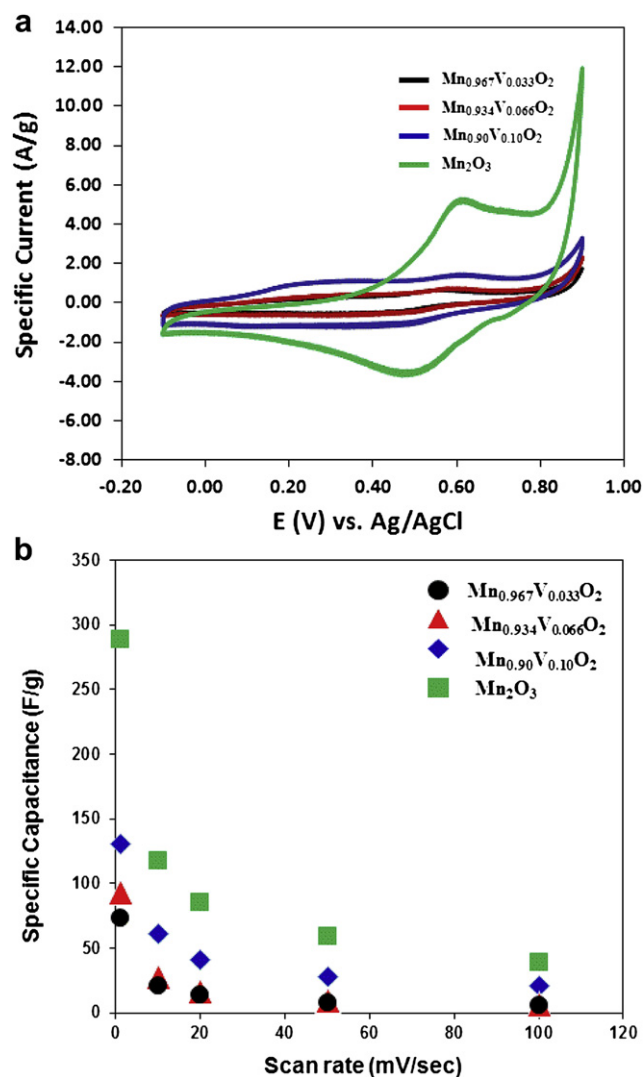 a
14.00
12.00
10.00
8.00
6.00
4.00
2.00
0.00
-2.00
-4.00
-6.00
-8.00
Specific Current (A/g)
Mn0.967V0.033O2
Mn0.934V0.066O2
Mn0.90V0.10O2
Mn2O3
-0.20 0.00 0.20 0.40 0.60 0.80 1.00
E (V) vs. Ag/AgCl
b
350
300
250
200
150
100
50
0
Specific Capacitance (F/g)
Mn0.967V0.033O2
Mn0.934V0.066O2
Mn0.90V0.10O2
Mn2O3
0 20 40 60 80 100 120
Scan rate (mV/sec)